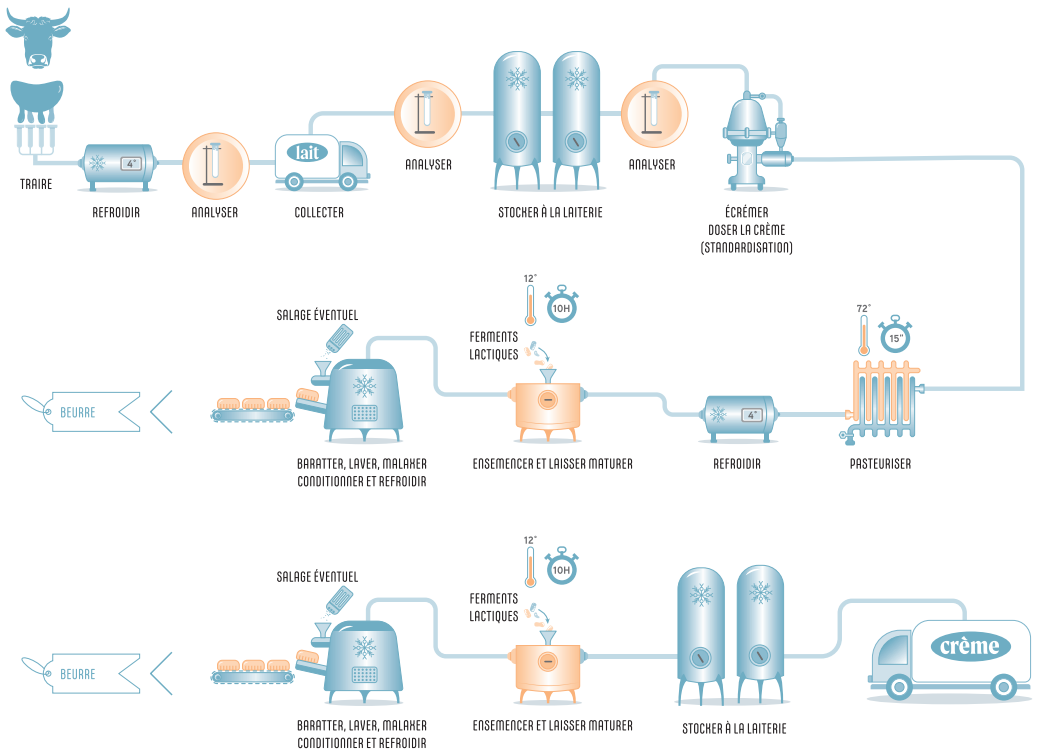 4°
lait
TRAIRE
REFROIDIR
ANALYSER
COLLECTER
ANALYSER
STOCKER À LA LAITERIE
ANALYSER
ÉCRÉMER
DOSER LA CRÈME
(STANDARDISATION)
72°
15"
PASTEURISER
4°
REFROIDIR
12°
10H
FERMENTS
LACTIQUES
ENSEMENCER ET LAISSER MATURER
SALAGE ÉVENTUEL
BARATTER, LAVER, MALAXER
CONDITIONNER ET REFROIDIR
BEURRE
crème
STOCKER À LA LAITERIE
12°
10H
FERMENTS
LACTIQUES
ENSEMENCER ET LAISSER MATURER
SALAGE ÉVENTUEL
BARATTER, LAVER, MALAXER
CONDITIONNER ET REFROIDIR
BEURRE